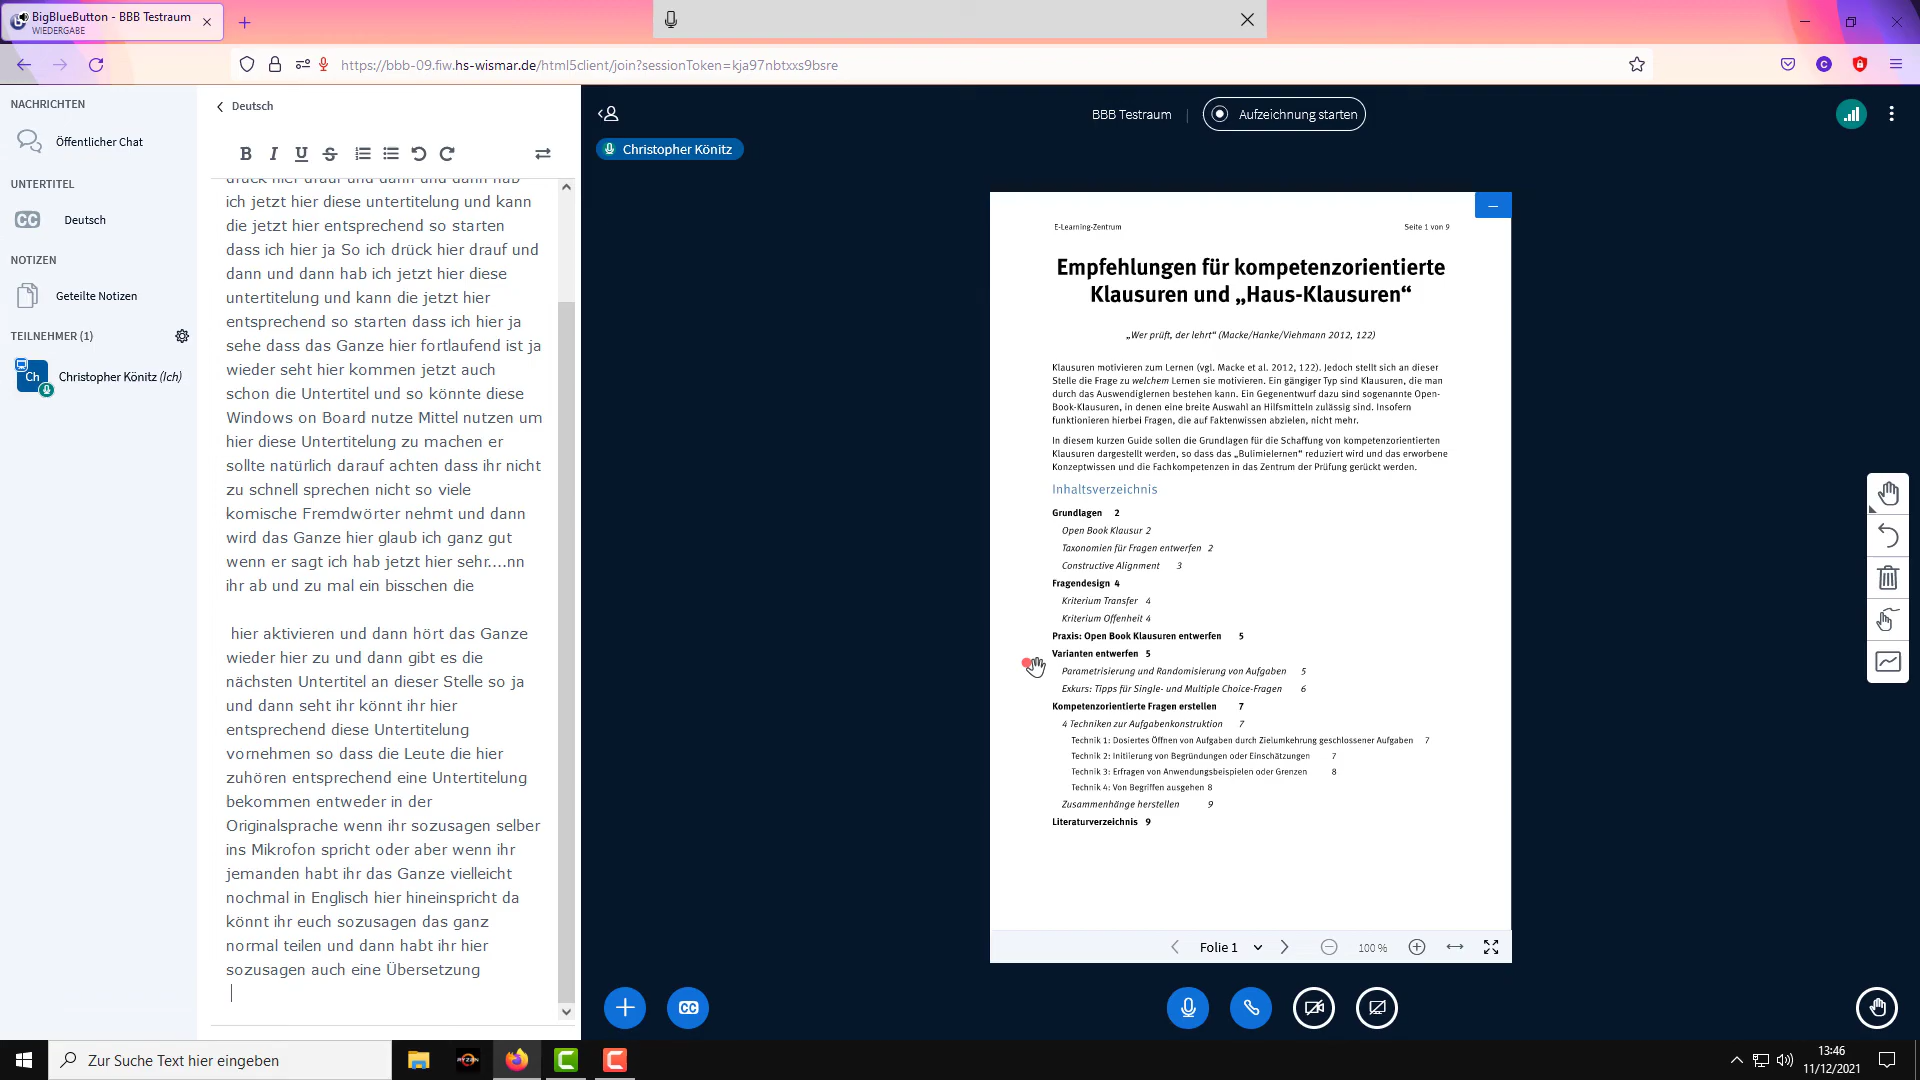 BigBlueButton - BBB Testraum
WIEDERGABE
https://bbb-09.fiw.hs-wismar.de/html5client/join?sessionToken=kja97nbtxxs9bsre
NACHRICHTEN
Öffentlicher Chat
UNTERTITEL
CC Deutsch
NOTIZEN
Geteilte Notizen
TEILNEHMER (1)
Ch Christopher Könitz (Ich)
Deutsch
B I U S
drück hier drauf und dann und dann hab
ich jetzt hier diese untertitelung und kann
die jetzt hier entsprechend so starten
dass ich hier ja So ich drück hier drauf und
dann und dann hab ich jetzt hier diese
untertitelung und kann die jetzt hier
entsprechend so starten dass ich hier ja
sehe dass das Ganze hier fortlaufend ist ja
wieder seht hier kommen jetzt auch
schon die Untertitel und so könnte diese
Windows on Board nutze Mittel nutzen um
hier diese Untertitelung zu machen er
sollte natürlich darauf achten dass ihr nicht
zu schnell sprechen nicht so viele
komische Fremdwörter nehmt und dann
wird das Ganze hier glaub ich ganz gut
wenn er sagt ich hab jetzt hier sehr....nn
ihr ab und zu mal ein bisschen die
hier aktivieren und dann hört das Ganze
wieder hier zu und dann gibt es die
nächsten Untertitel an dieser Stelle so ja
und dann seht ihr könnt ihr hier
entsprechend diese Untertitelung
vornehmen so dass die Leute die hier
zuhören entsprechend eine Untertitelung
bekommen entweder in der
Originalsprache wenn ihr sozusagen selber
ins Mikrofon spricht oder aber wenn ihr
jemanden habt ihr das Ganze vielleicht
nochmal in Englisch hier hineinspricht da
könnt ihr euch sozusagen das ganz
normal teilen und dann habt ihr hier
sozusagen auch eine Übersetzung
BBB Testraum
Aufzeichnung starten
Christopher Könitz
E-Learning-Zentrum Seite 1 von 9
Empfehlungen für kompetenzorientierte
Klausuren und „Haus-Klausuren“
„Wer prüft, der lehrt“ (Macke/Hanke/Viehmann 2012, 122)
Klausuren motivieren zum Lernen (vgl. Macke et al. 2012, 122). Jedoch stellt sich an dieser
Stelle die Frage zu welchem Lernen sie motivieren. Ein gängiger Typ sind Klausuren, die man
durch das Auswendiglernen bestehen kann. Ein Gegenentwurf dazu sind sogenannte Open-
Book-Klausuren, in denen eine breite Auswahl an Hilfsmitteln zulässig sind. Insofern
funktionieren hierbei Fragen, die auf Faktenwissen abzielen, nicht mehr.
In diesem kurzen Guide sollen die Grundlagen für die Schaffung von kompetenzorientierten
Klausuren dargestellt werden, so dass das „Bulimielernen“ reduziert wird und das erworbene
Konzeptwissen und die Fachkompetenzen in das Zentrum der Prüfung gerückt werden.
Inhaltsverzeichnis
Grundlagen 2
Open Book Klausur 2
Taxonomien für Fragen entwerfen 2
Constructive Alignment 3
Fragendesign 4
Kriterium Transfer 4
Kriterium Offenheit 4
Praxis: Open Book Klausuren entwerfen 5
Varianten entwerfen 5
Parametrisierung und Randomisierung von Aufgaben 5
Exkurs: Tipps für Single- und Multiple Choice-Fragen 6
Kompetenzorientierte Fragen erstellen 7
4 Techniken zur Aufgabenkonstruktion 7
Technik 1: Dosiertes Öffnen von Aufgaben durch Zielumkehrung geschlossener Aufgaben 7
Technik 2: Initiierung von Begründungen oder Einschätzungen 7
Technik 3: Erfragen von Anwendungsbeispielen oder Grenzen 8
Technik 4: Von Begriffen ausgehen 8
Zusammenhänge herstellen 9
Literaturverzeichnis 9
Folie 1
100 %
CC
Zur Suche Text hier eingeben
RYZEN
13:46
11/12/2021